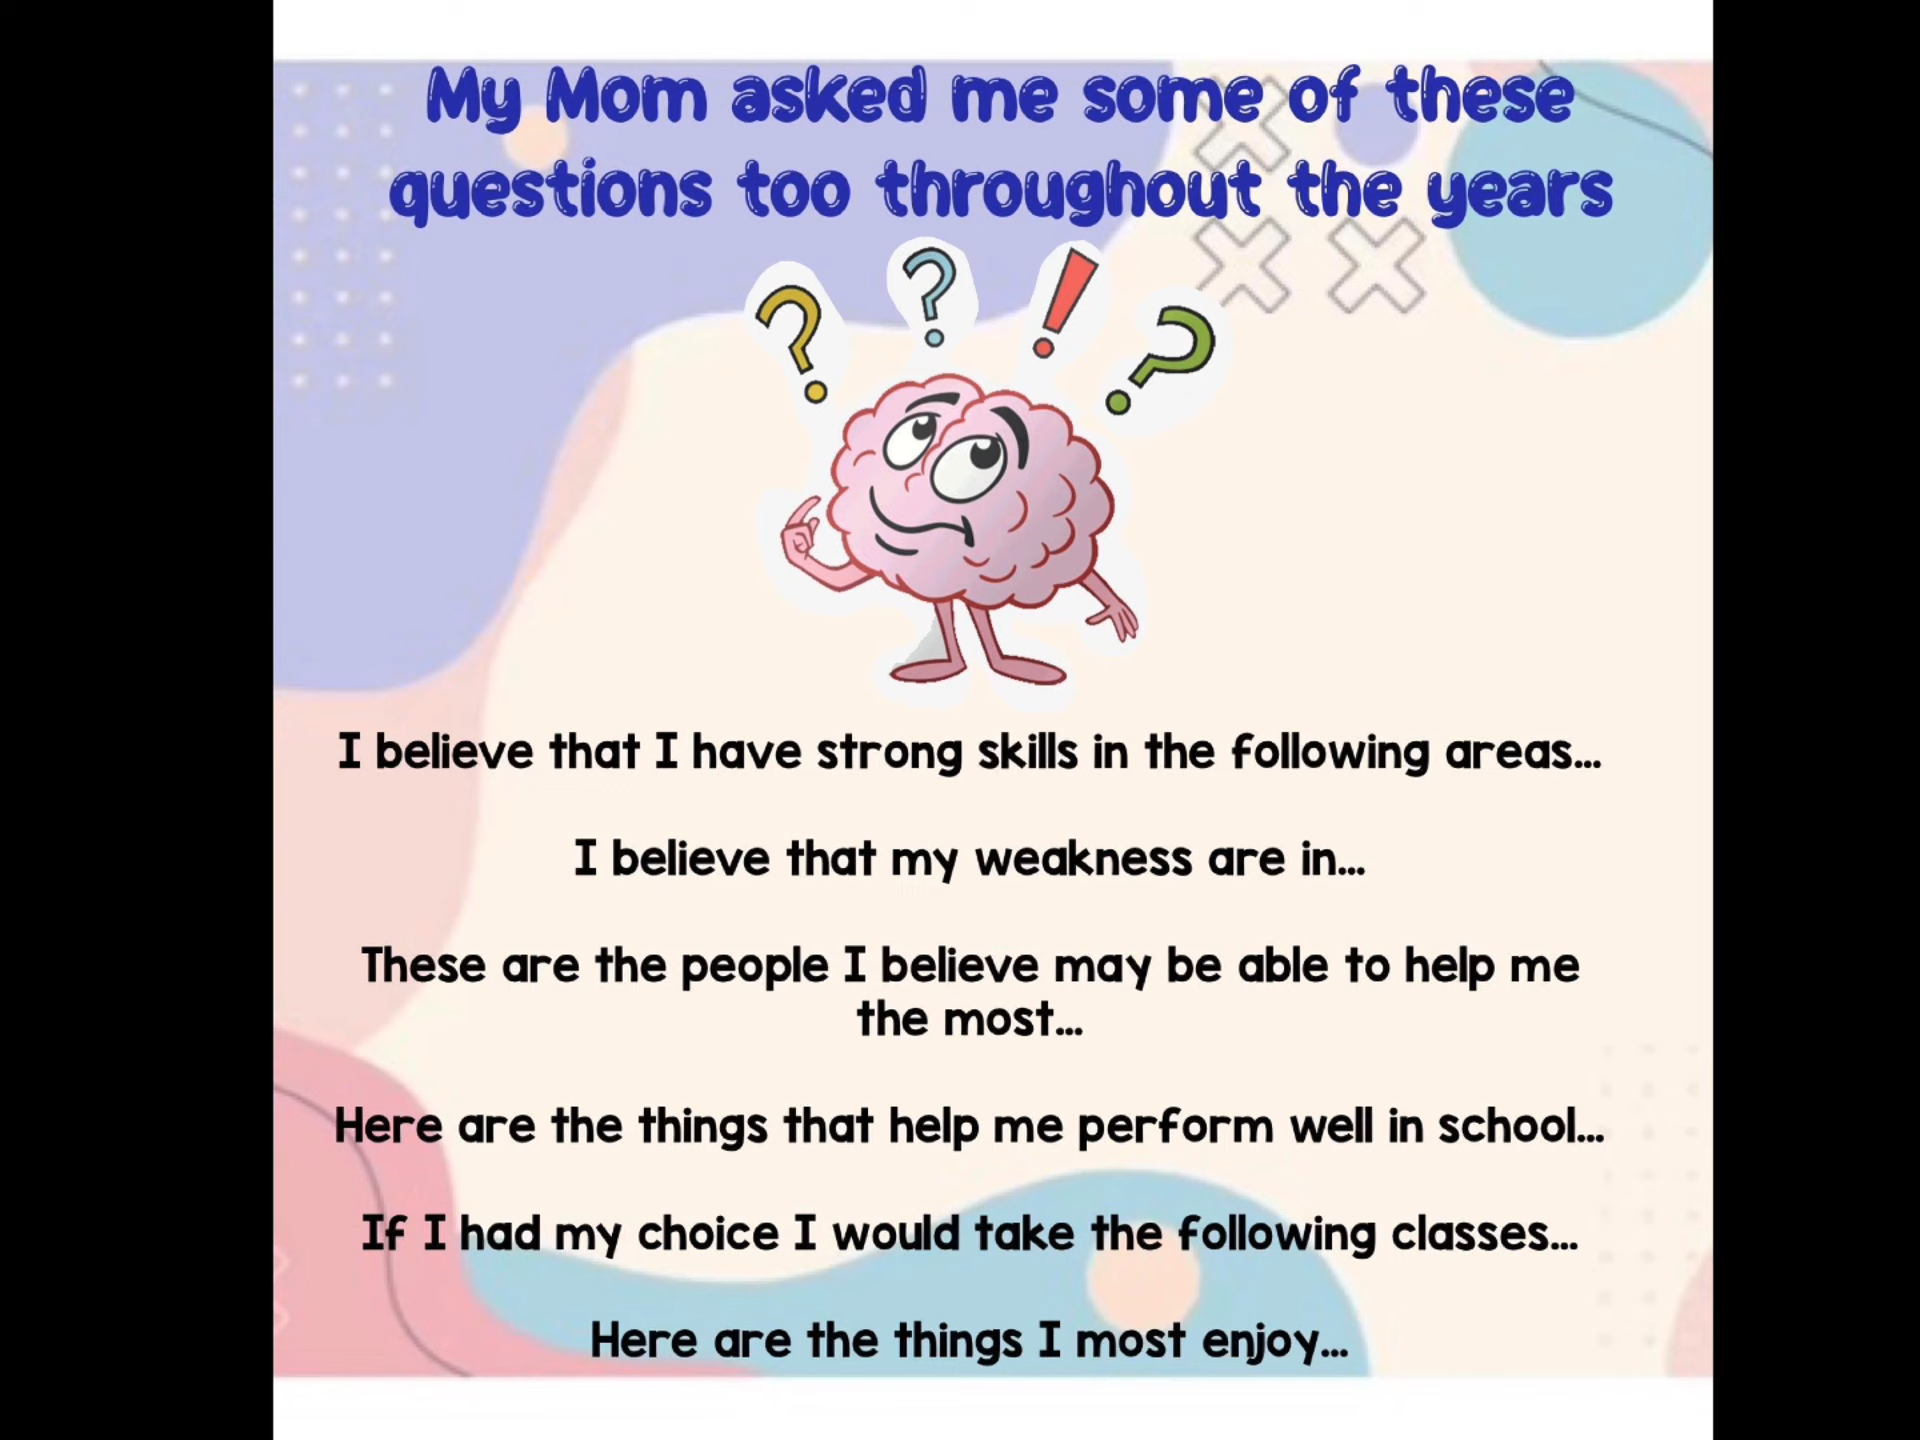 My Mom asked me some of these
questions too throughout the years
? ? ! ?
I believe that I have strong skills in the following areas...
I believe that my weakness are in...
These are the people I believe may be able to help me
the most...
Here are the things that help me perform well in school...
If I had my choice I would take the following classes...
Here are the things I most enjoy...